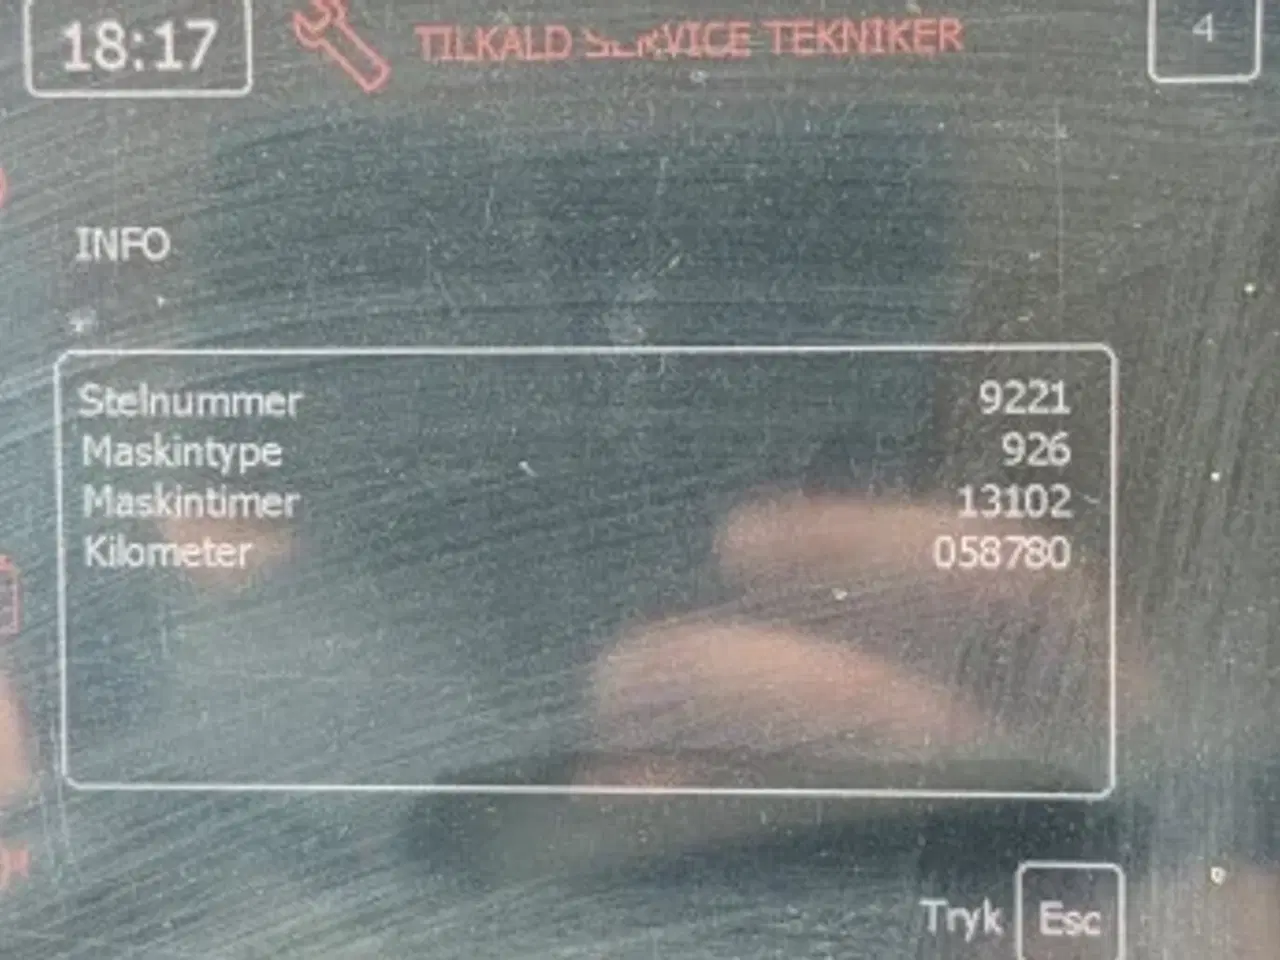 18:17
TILKALD SERVICE TEKNIKER
4
INFO
Stelnummer 9221
Maskintype 926
Maskintimer 13102
Kilometer 058780
Tryk Esc